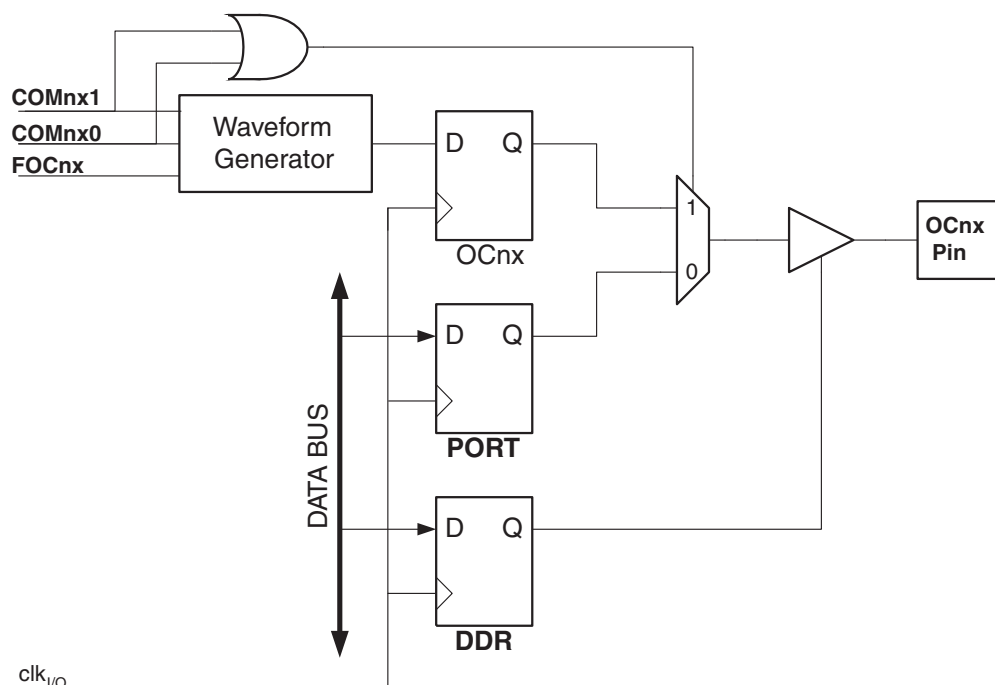 COMnx1
COMnx0
FOCnx
Waveform
Generator
D Q
OCnx
1
0
OCnx
Pin
D Q
PORT
DATA BUS
D Q
DDR
clkI/O